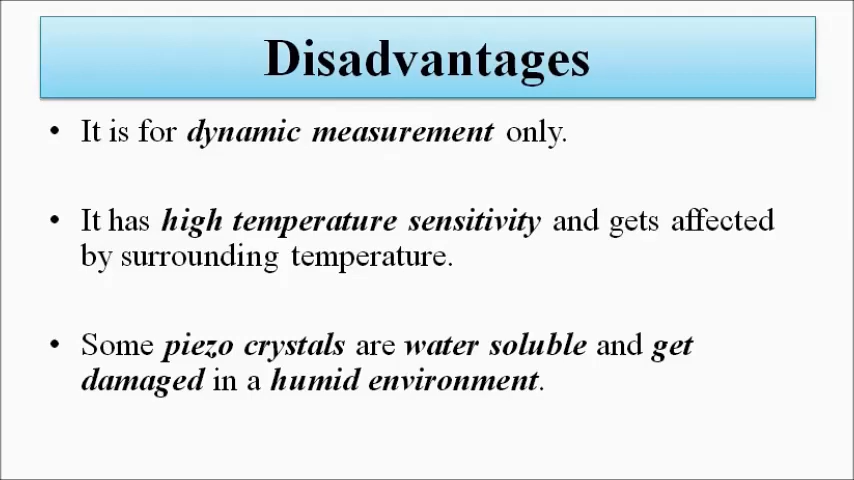 Disadvantages
• It is for dynamic measurement only.
• It has high temperature sensitivity and gets affected
by surrounding temperature.
• Some piezo crystals are water soluble and get
damaged in a humid environment.